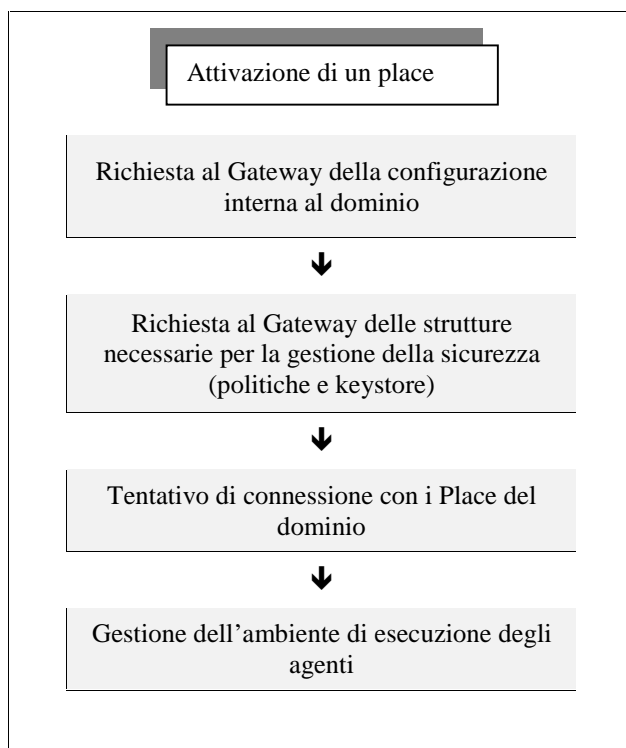 Attivazione di un place
Richiesta al Gateway della configurazione
interna al dominio
Richiesta al Gateway delle strutture
necessarie per la gestione della sicurezza
(politiche e keystore)
Tentativo di connessione con i Place del
dominio
Gestione dell’ambiente di esecuzione degli
agenti